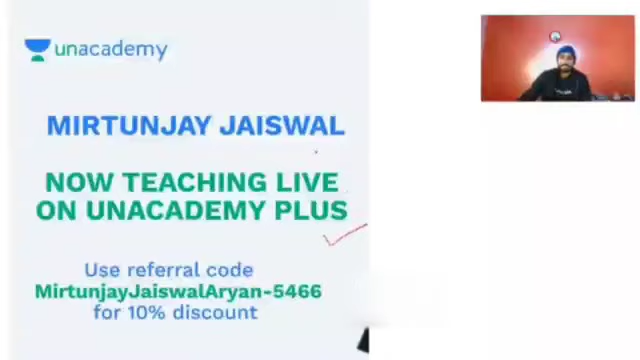 unacademy
MIRTUNJAY JAISWAL
NOW TEACHING LIVE
ON UNACADEMY PLUS
Use referral code
MirtunjayJaiswalAryan-5466
for 10% discount